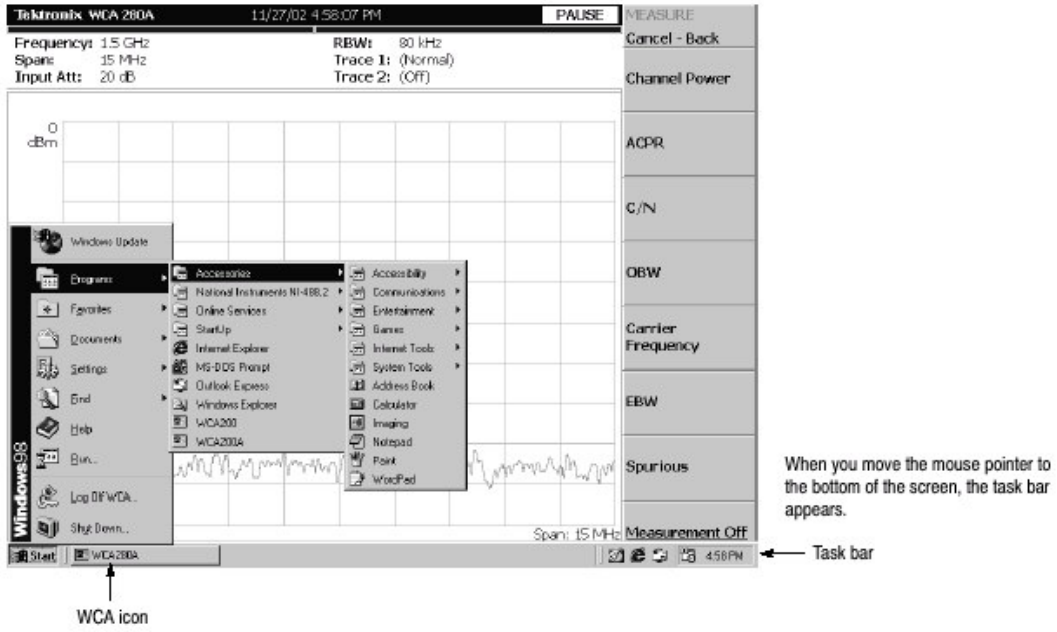 Tektronix WCA 280A 11/27/02 4:58:07 PM PAUSE
Frequency: 1.5 GHz RBW: 80 kHz
Span: 15 MHz Trace 1: (Normal)
Input Att: 20 dB Trace 2: (Off)
MEASURE
Cancel - Back
Channel Power
ACPR
C/N
OBW
Carrier
Frequency
EBW
Spurious
Measurement Off
0
dBm
Windows Update
Programs
Favorites
Documents
Settings
Find
Help
Run...
Log Off WCA...
Shut Down...
Windows98
Accessories
National Instruments NI-488.2
Online Services
StartUp
Internet Explorer
MS-DOS Prompt
Outlook Express
Windows Explorer
WCA200
WCA200A
Accessibility
Communications
Entertainment
Games
Internet Tools
System Tools
Address Book
Calculator
Imaging
Notepad
Paint
WordPad
Span: 15 MHz
Start WCA280A 4:58 PM
When you move the mouse pointer to
the bottom of the screen, the task bar
appears.
Task bar
WCA icon